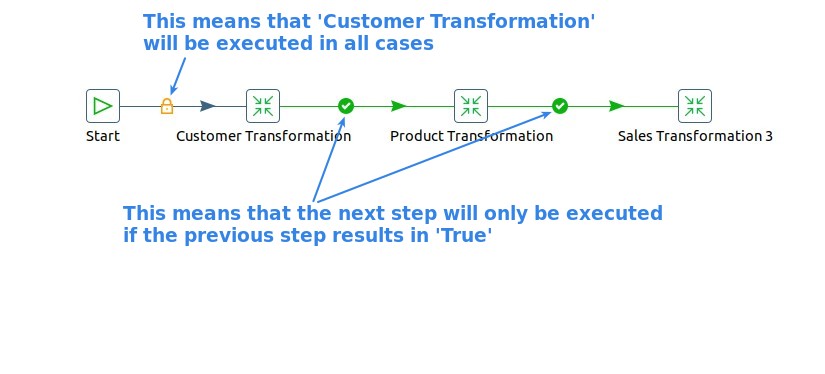 This means that 'Customer Transformation'
will be executed in all cases
Start
Customer Transformation
Product Transformation
Sales Transformation 3
This means that the next step will only be executed
if the previous step results in 'True'